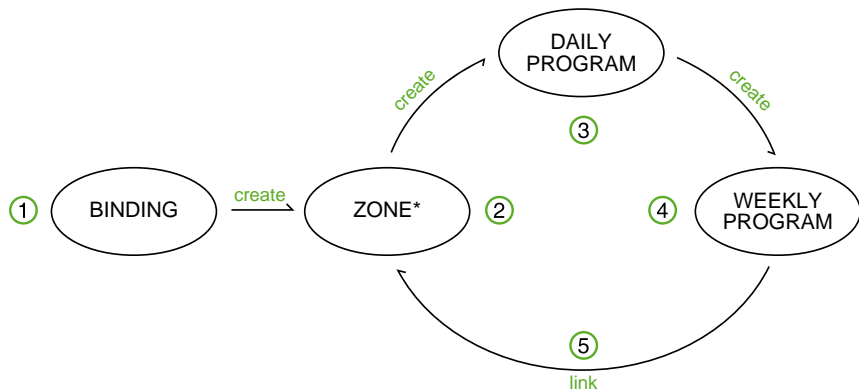 DAILY
PROGRAM
create
create
3
1
BINDING
create
ZONE*
2
4
WEEKLY
PROGRAM
5
link